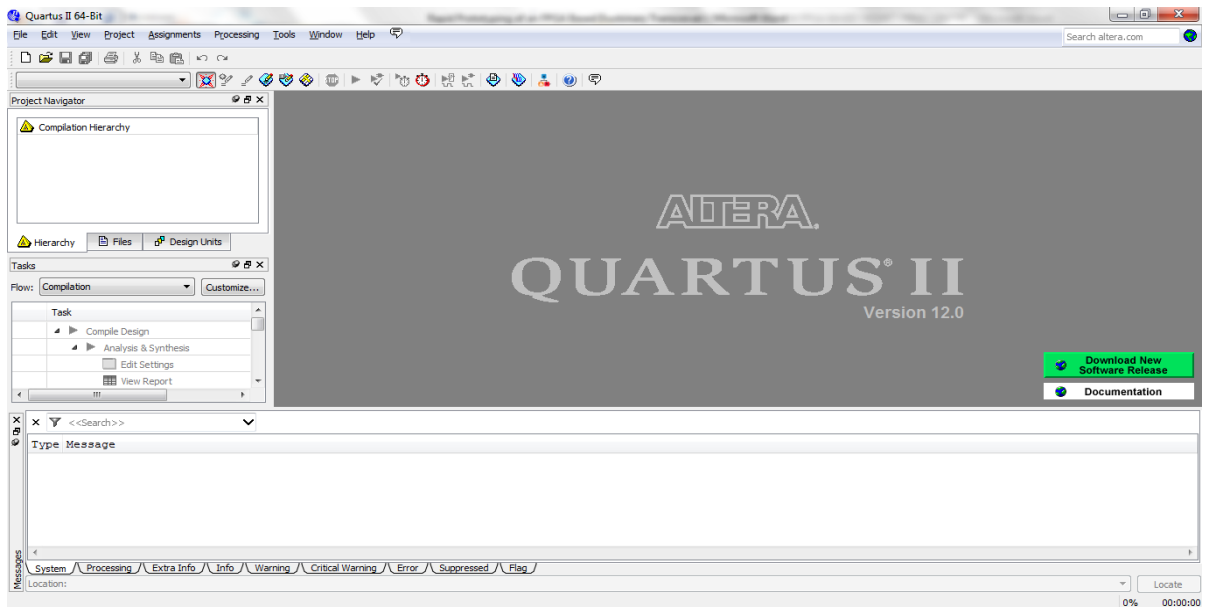 Quartus II 64-Bit
File Edit View Project Assignments Processing Tools Window Help
Search altera.com
Project Navigator
Compilation Hierarchy
Hierarchy Files Design Units
Tasks
Flow: Compilation Customize...
Task
Compile Design
Analysis & Synthesis
Edit Settings
View Report
ALTERA.
QUARTUS® II
Version 12.0
Download New
Software Release
Documentation
<<Search>>
Type Message
Messages
System Processing Extra Info Info Warning Critical Warning Error Suppressed Flag
Location: Locate
0% 00:00:00